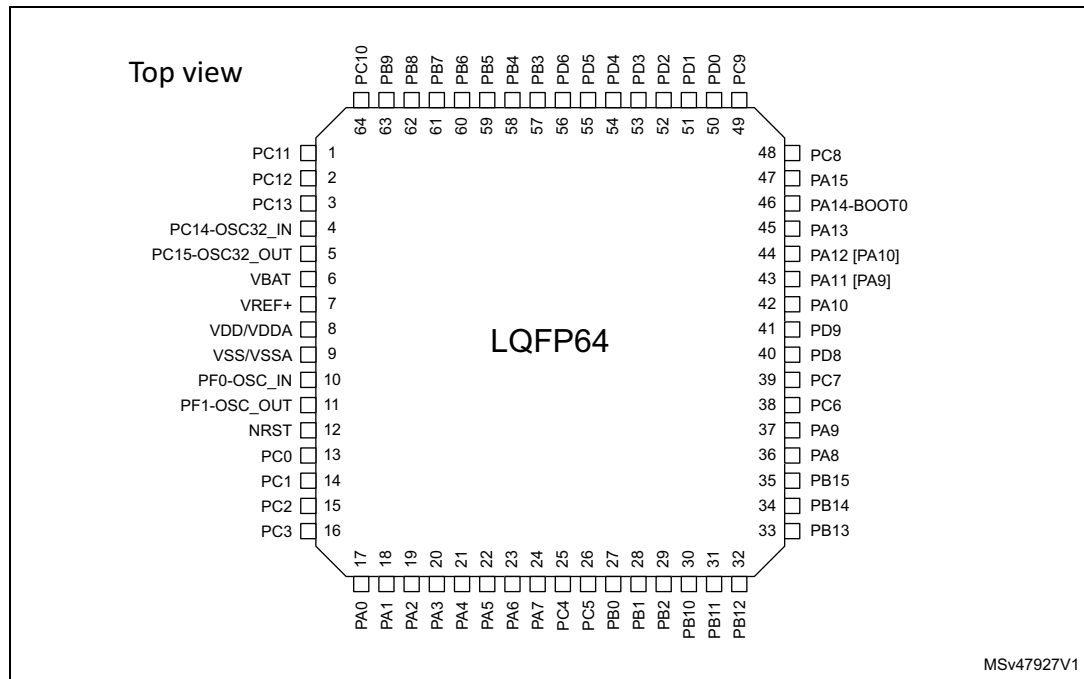 Top view
PC10
PB9
PB8
PB7
PB6
PB5
PB4
PB3
PD6
PD5
PD4
PD3
PD2
PD1
PD0
PC9
64
63
62
61
60
59
58
57
56
55
54
53
52
51
50
49
PC11 1
PC12 2
PC13 3
PC14-OSC32_IN 4
PC15-OSC32_OUT 5
VBAT 6
VREF+ 7
VDD/VDDA 8
VSS/VSSA 9
PF0-OSC_IN 10
PF1-OSC_OUT 11
NRST 12
PC0 13
PC1 14
PC2 15
PC3 16
LQFP64
48 PC8
47 PA15
46 PA14-BOOT0
45 PA13
44 PA12 [PA10]
43 PA11 [PA9]
42 PA10
41 PD9
40 PD8
39 PC7
38 PC6
37 PA9
36 PA8
35 PB15
34 PB14
33 PB13
17
18
19
20
21
22
23
24
25
26
27
28
29
30
31
32
PA0
PA1
PA2
PA3
PA4
PA5
PA6
PA7
PC4
PC5
PB0
PB1
PB2
PB10
PB11
PB12
MSv47927V1